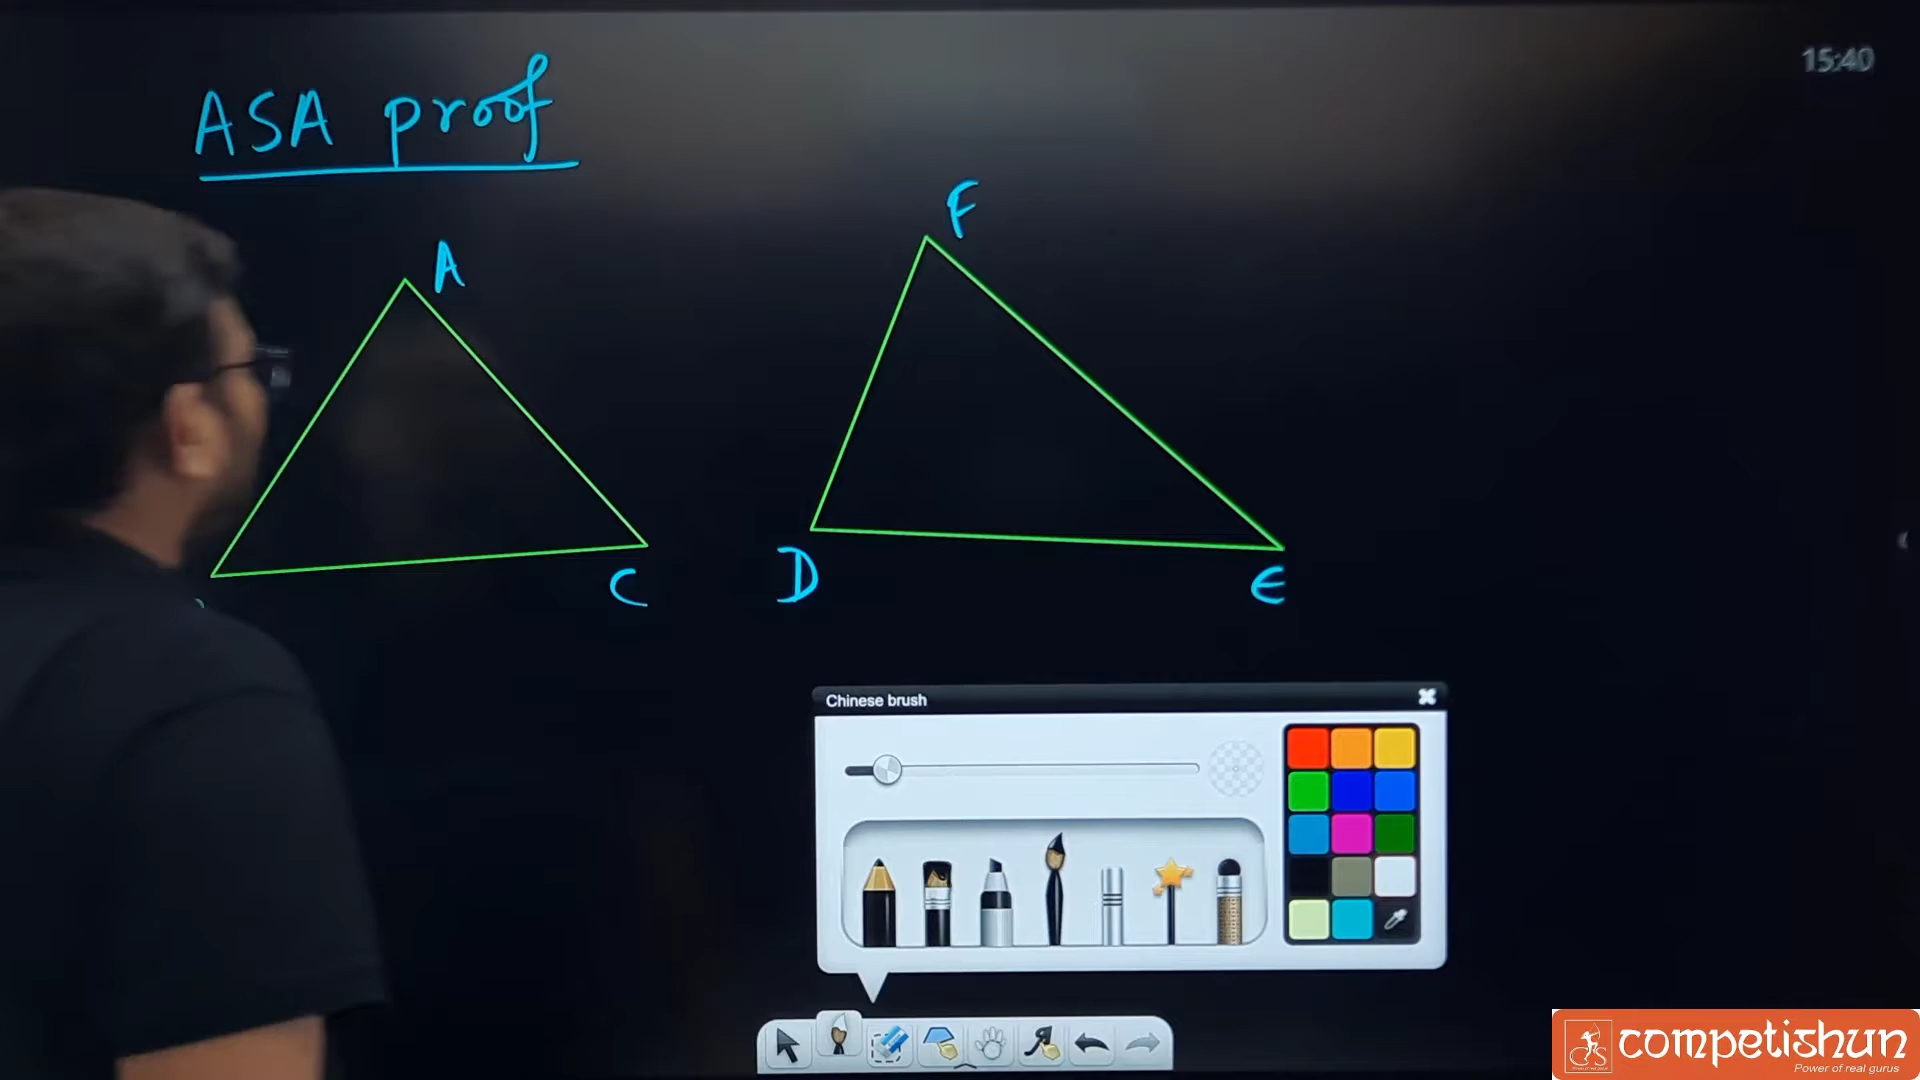 ASA proof
15:40
A
F
C
D
E
Chinese brush
competishun
Power of real gurus